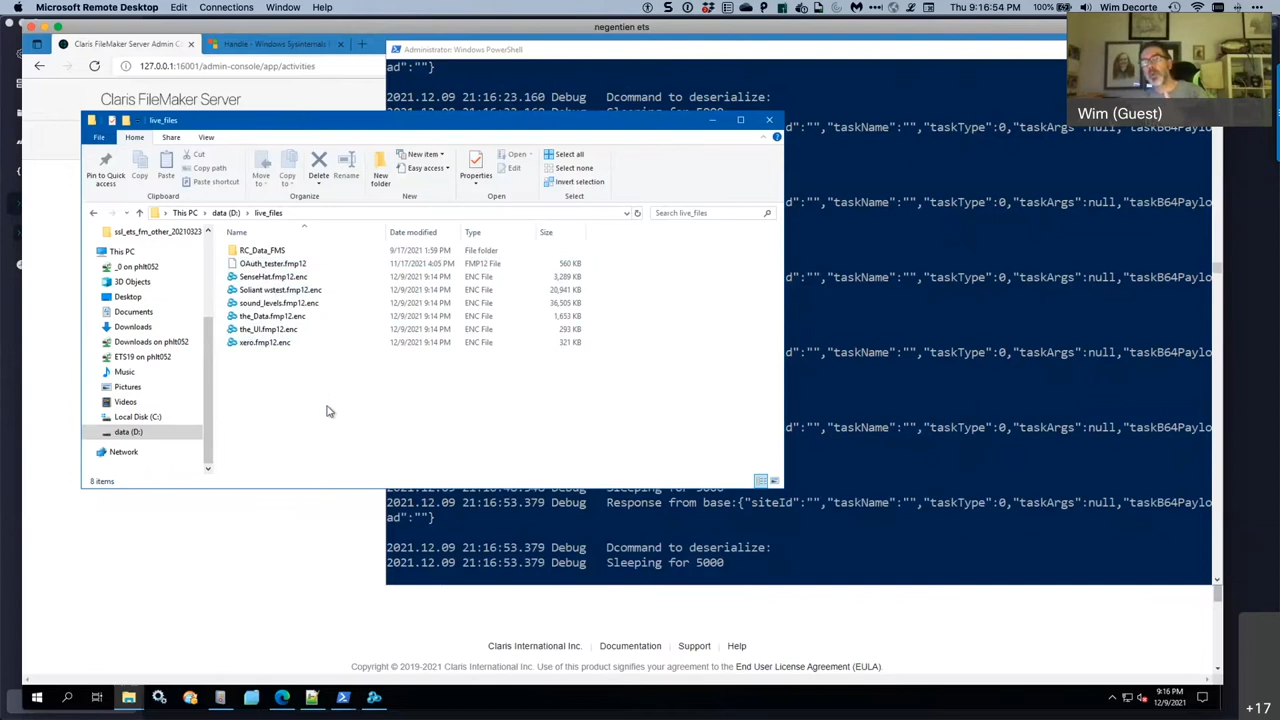 Microsoft Remote Desktop Edit Connections Window Help
Thu 9:16:54 PM 100% Wim Decorte
negentien ets
Claris FileMaker Server Admin C
Handle - Windows Sysinternals
Administrator: Windows PowerShell
127.0.0.1:16001/admin-console/app/activities
ad":""}
Claris FileMaker Server
2021.12.09 21:16:23.160 Debug Dcommand to deserialize:
Wim (Guest)
live_files
d":"","taskName":"","taskType":0,"taskArgs":null,"taskB64Paylo
File Home Share View
Pin to Quick access
Copy
Paste
Cut
Copy path
Paste shortcut
Clipboard
Move to
Copy to
Delete
Rename
Organize
New folder
New item
Easy access
New
Properties
Open
Edit
Open
Select all
Select none
Invert selection
Select
d":"","taskName":"","taskType":0,"taskArgs":null,"taskB64Paylo
This PC data (D:) live_files
Search live_files
Name Date modified Type Size
ssl_ets_fm_other_20210323
This PC
_0 on phlt052
3D Objects
Desktop
Documents
Downloads
Downloads on phlt052
ETS19 on phlt052
Music
Pictures
Videos
Local Disk (C:)
data (D:)
Network
RC_Data_FMS 9/17/2021 1:59 PM File folder
OAuth_tester.fmp12 11/17/2021 4:05 PM FMP12 File 560 KB
SenseHat.fmp12.enc 12/9/2021 9:14 PM ENC File 3,289 KB
Soliant wstest.fmp12.enc 12/9/2021 9:14 PM ENC File 20,941 KB
sound_levels.fmp12.enc 12/9/2021 9:14 PM ENC File 36,505 KB
the_Data.fmp12.enc 12/9/2021 9:14 PM ENC File 1,653 KB
the_UI.fmp12.enc 12/9/2021 9:14 PM ENC File 293 KB
xero.fmp12.enc 12/9/2021 9:14 PM ENC File 321 KB
8 items
d":"","taskName":"","taskType":0,"taskArgs":null,"taskB64Paylo
d":"","taskName":"","taskType":0,"taskArgs":null,"taskB64Paylo
d":"","taskName":"","taskType":0,"taskArgs":null,"taskB64Paylo
2021.12.09 21:16:53.379 Debug Response from base:{"siteId":"","taskName":"","taskType":0,"taskArgs":null,"taskB64Paylo
ad":""}
2021.12.09 21:16:53.379 Debug Dcommand to deserialize:
2021.12.09 21:16:53.379 Debug Sleeping for 5000
Claris International Inc. Documentation Support Help
Copyright © 2019-2021 Claris International Inc. Use of this product signifies your agreement to the End User License Agreement (EULA).
9:16 PM
12/9/2021
+17